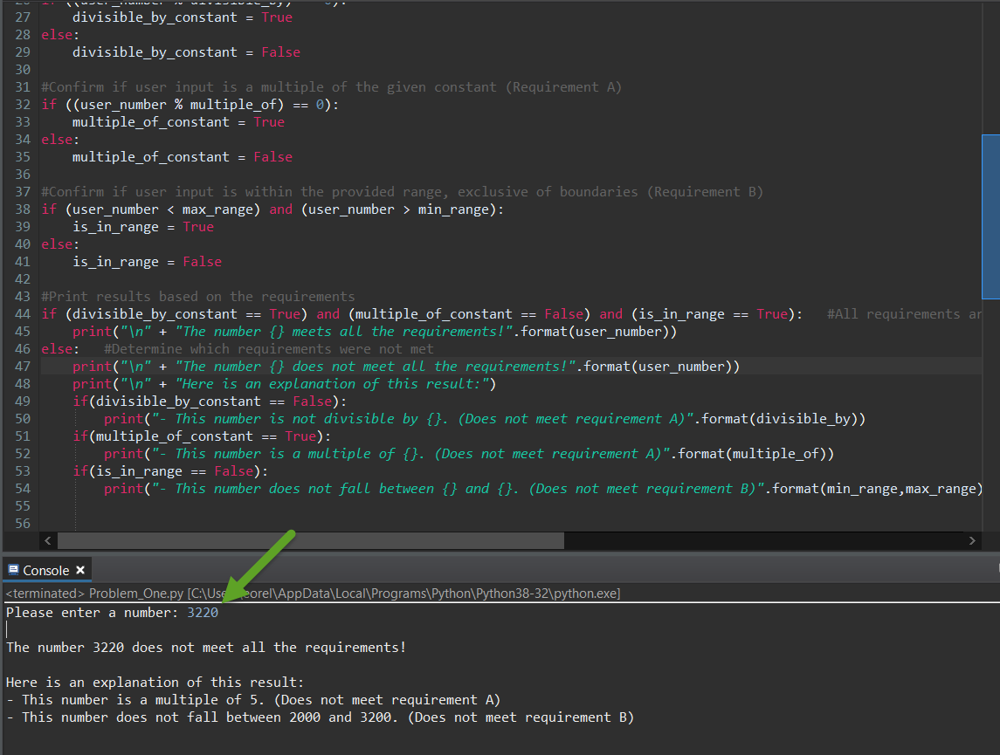 27 divisible_by_constant = True
28 else:
29 divisible_by_constant = False
30
31 #Confirm if user input is a multiple of the given constant (Requirement A)
32 if ((user_number % multiple_of) == 0):
33 multiple_of_constant = True
34 else:
35 multiple_of_constant = False
36
37 #Confirm if user input is within the provided range, exclusive of boundaries (Requirement B)
38 if (user_number < max_range) and (user_number > min_range):
39 is_in_range = True
40 else:
41 is_in_range = False
42
43 #Print results based on the requirements
44 if (divisible_by_constant == True) and (multiple_of_constant == False) and (is_in_range == True): #All requirements
45 print("\n" + "The number {} meets all the requirements!".format(user_number))
46 else: #Determine which requirements were not met
47 print("\n" + "The number {} does not meet all the requirements!".format(user_number))
48 print("\n" + "Here is an explanation of this result:")
49 if(divisible_by_constant == False):
50 print("- This number is not divisible by {}. (Does not meet requirement A)".format(divisible_by))
51 if(multiple_of_constant == True):
52 print("- This number is a multiple of {}. (Does not meet requirement A)".format(multiple_of))
53 if(is_in_range == False):
54 print("- This number does not fall between {} and {}. (Does not meet requirement B)".format(min_range,max_range)
55
56
Console
<terminated> Problem_One.py [C:\Use eorel\AppData\Local\Programs\Python\Python38-32\python.exe]
Please enter a number: 3220
The number 3220 does not meet all the requirements!
Here is an explanation of this result:
- This number is a multiple of 5. (Does not meet requirement A)
- This number does not fall between 2000 and 3200. (Does not meet requirement B)